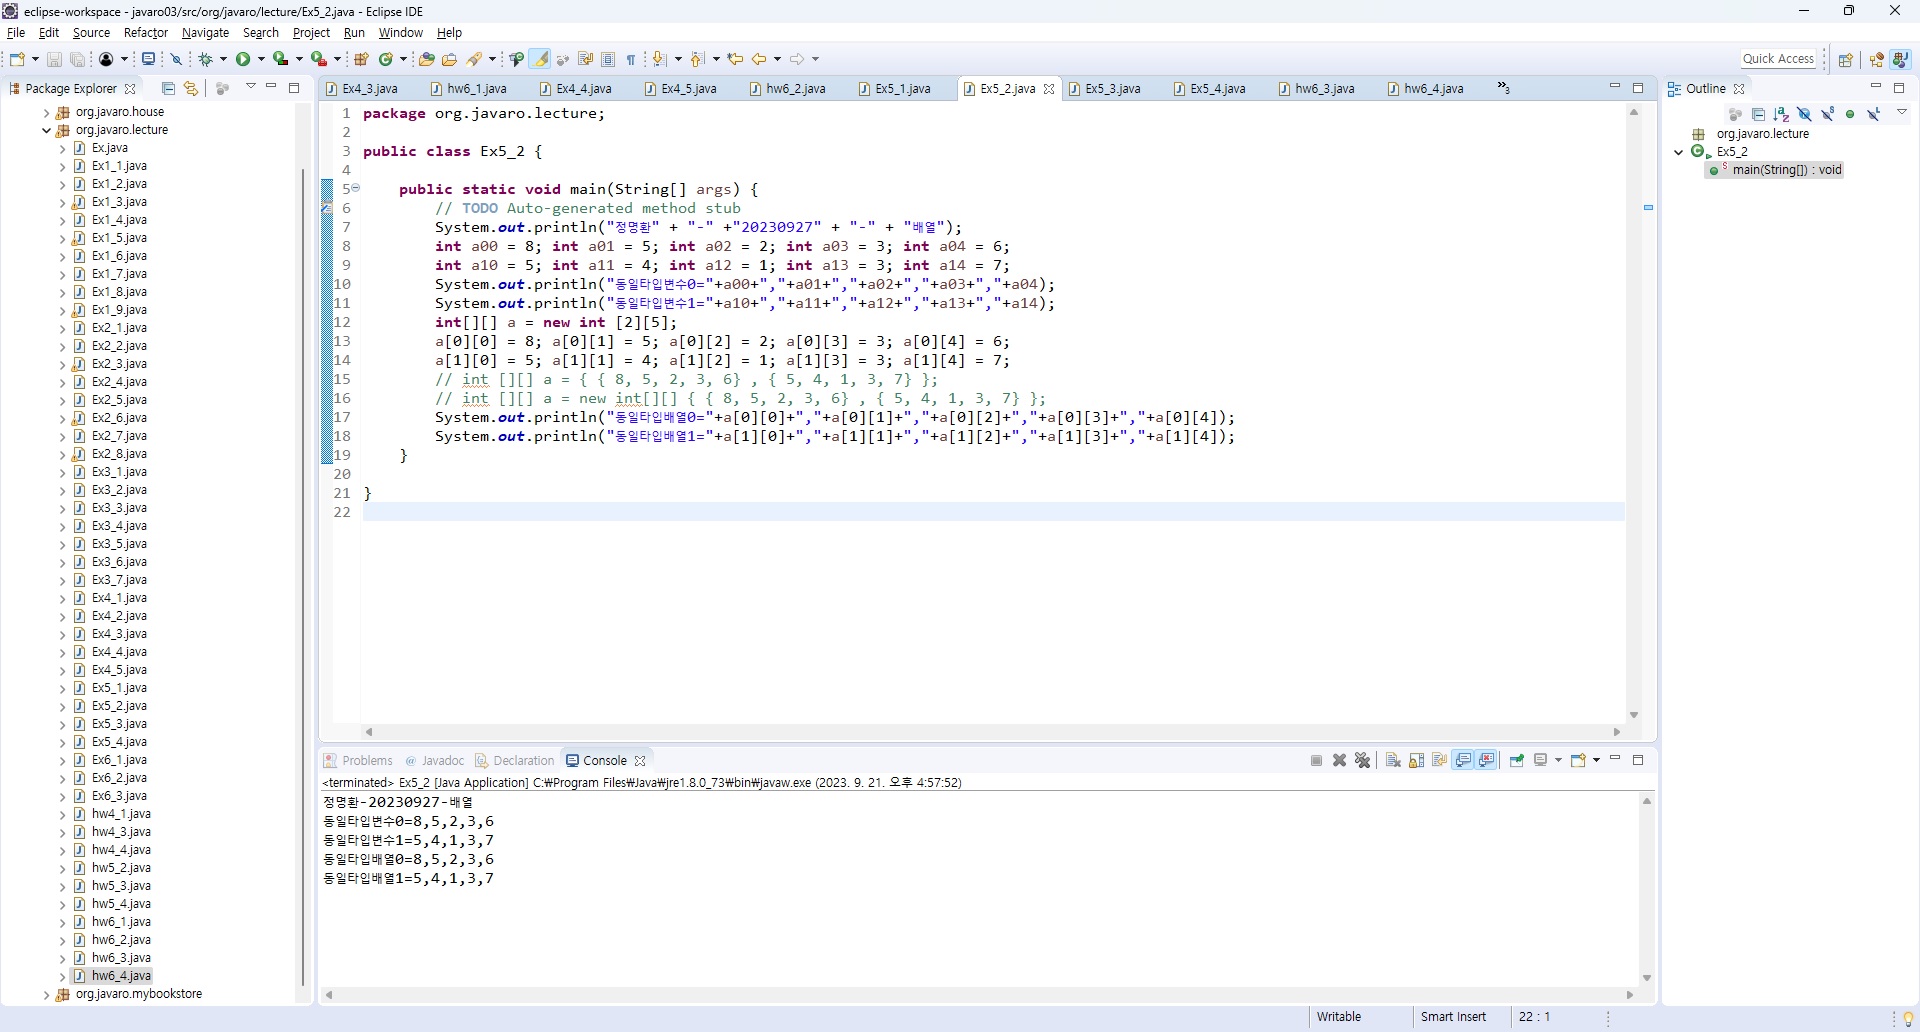 eclipse-workspace - javaro03/src/org/javaro/lecture/Ex5_2.java - Eclipse IDE
File Edit Source Refactor Navigate Search Project Run Window Help
Quick Access
Package Explorer
org.javaro.house
org.javaro.lecture
Ex.java
Ex1_1.java
Ex1_2.java
Ex1_3.java
Ex1_4.java
Ex1_5.java
Ex1_6.java
Ex1_7.java
Ex1_8.java
Ex1_9.java
Ex2_1.java
Ex2_2.java
Ex2_3.java
Ex2_4.java
Ex2_5.java
Ex2_6.java
Ex2_7.java
Ex2_8.java
Ex3_1.java
Ex3_2.java
Ex3_3.java
Ex3_4.java
Ex3_5.java
Ex3_6.java
Ex3_7.java
Ex4_1.java
Ex4_2.java
Ex4_3.java
Ex4_4.java
Ex4_5.java
Ex5_1.java
Ex5_2.java
Ex5_3.java
Ex5_4.java
Ex6_1.java
Ex6_2.java
Ex6_3.java
hw4_1.java
hw4_3.java
hw4_4.java
hw5_2.java
hw5_3.java
hw5_4.java
hw6_1.java
hw6_2.java
hw6_3.java
hw6_4.java
org.javaro.mybookstore
Ex4_3.java hw6_1.java Ex4_4.java Ex4_5.java hw6_2.java Ex5_1.java Ex5_2.java Ex5_3.java Ex5_4.java hw6_3.java hw6_4.java »3
1 package org.javaro.lecture;
2
3 public class Ex5_2 {
4
5 public static void main(String[] args) {
6 // TODO Auto-generated method stub
7 System.out.println("정명환" + "-" +"20230927" + "-" + "배열");
8 int a00 = 8; int a01 = 5; int a02 = 2; int a03 = 3; int a04 = 6;
9 int a10 = 5; int a11 = 4; int a12 = 1; int a13 = 3; int a14 = 7;
10 System.out.println("동일타입변수0="+a00+","+a01+","+a02+","+a03+","+a04);
11 System.out.println("동일타입변수1="+a10+","+a11+","+a12+","+a13+","+a14);
12 int[][] a = new int [2][5];
13 a[0][0] = 8; a[0][1] = 5; a[0][2] = 2; a[0][3] = 3; a[0][4] = 6;
14 a[1][0] = 5; a[1][1] = 4; a[1][2] = 1; a[1][3] = 3; a[1][4] = 7;
15 // int [][] a = { { 8, 5, 2, 3, 6} , { 5, 4, 1, 3, 7} };
16 // int [][] a = new int[][] { { 8, 5, 2, 3, 6} , { 5, 4, 1, 3, 7} };
17 System.out.println("동일타입배열0="+a[0][0]+","+a[0][1]+","+a[0][2]+","+a[0][3]+","+a[0][4]);
18 System.out.println("동일타입배열1="+a[1][0]+","+a[1][1]+","+a[1][2]+","+a[1][3]+","+a[1][4]);
19 }
20
21 }
22
Problems Javadoc Declaration Console
<terminated> Ex5_2 [Java Application] C:₩Program Files₩Java₩jre1.8.0_73₩bin₩javaw.exe (2023. 9. 21. 오후 4:57:52)
정명환-20230927-배열
동일타입변수0=8,5,2,3,6
동일타입변수1=5,4,1,3,7
동일타입배열0=8,5,2,3,6
동일타입배열1=5,4,1,3,7
Outline
org.javaro.lecture
Ex5_2
main(String[]) : void
Writable Smart Insert 22 : 1